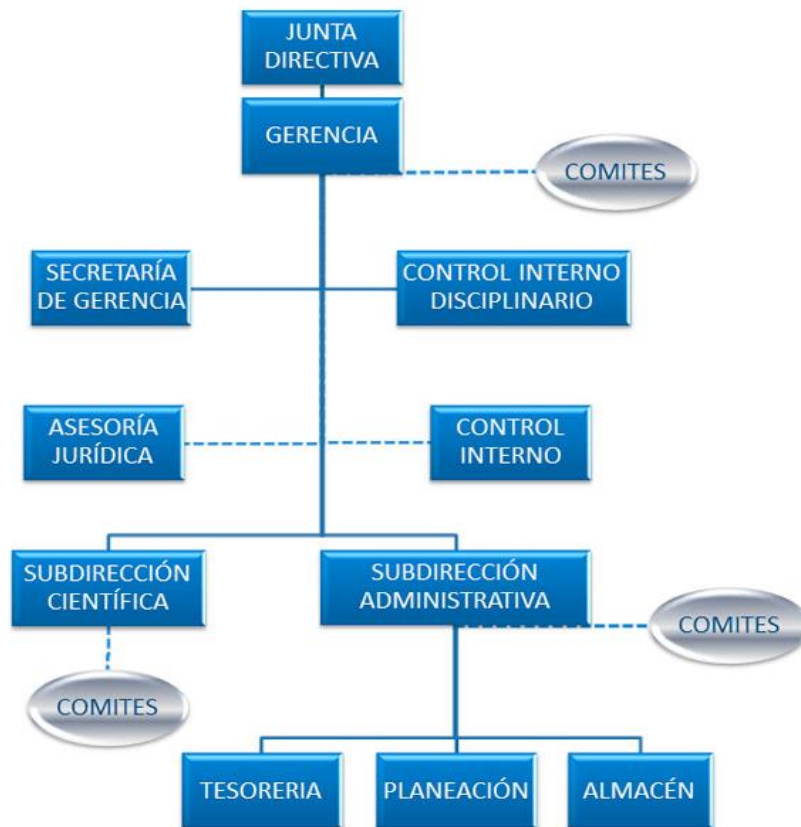 JUNTA
DIRECTIVA
GERENCIA
COMITES
SECRETARÍA
DE GERENCIA
CONTROL INTERNO
DISCIPLINARIO
ASESORÍA
JURÍDICA
CONTROL
INTERNO
SUBDIRECCIÓN
CIENTÍFICA
SUBDIRECCIÓN
ADMINISTRATIVA
COMITES
COMITES
TESORERIA
PLANEACIÓN
ALMACÉN